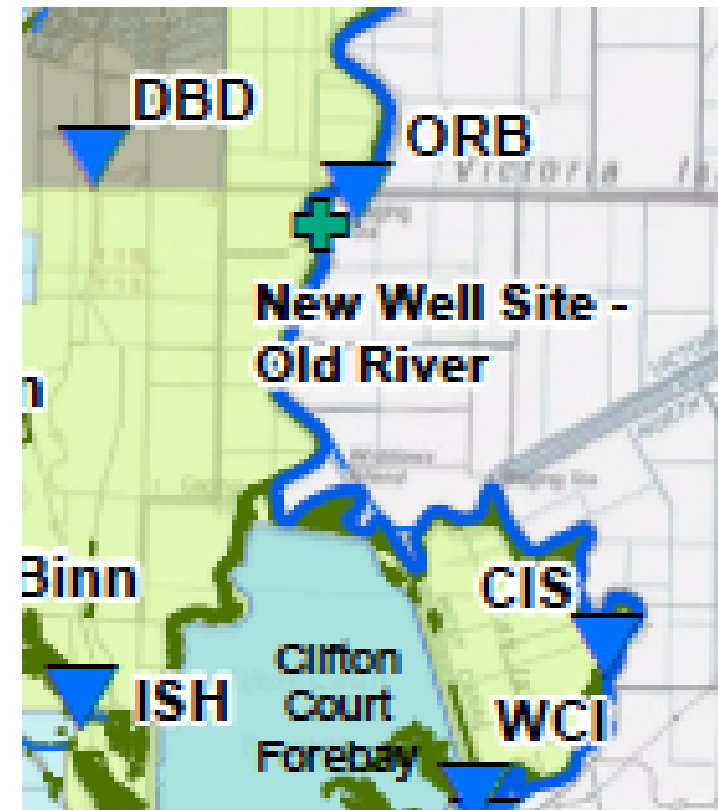 DBD
ORB
Victoria
New Well Site -
Old River
Binn
CIS
ISH
Clifton
Court
Forebay
WCI